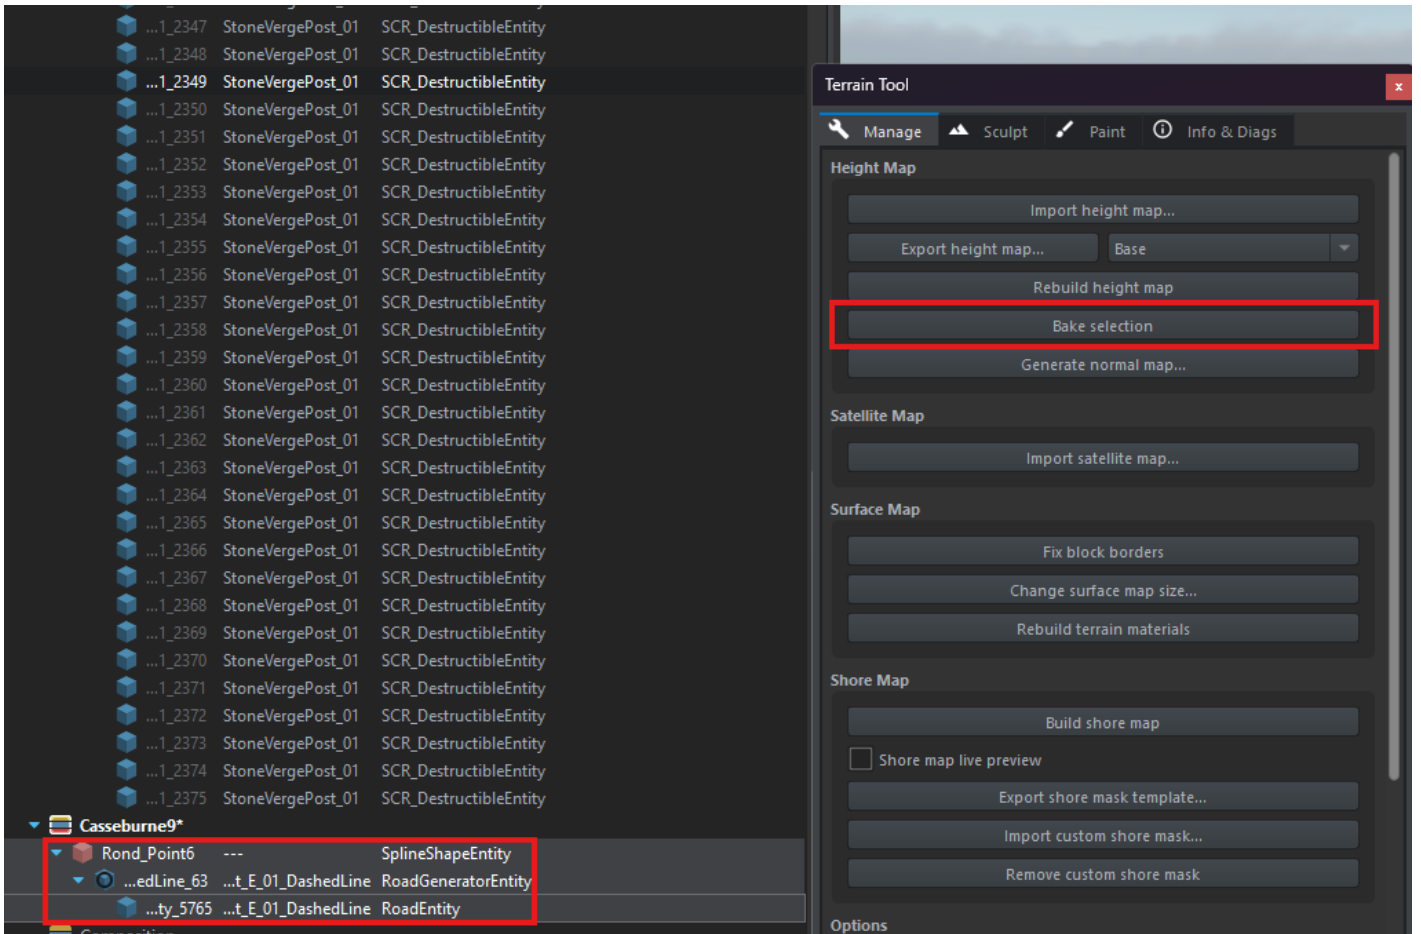 ...1_2347 StoneVergePost_01 SCR_DestructibleEntity
...1_2348 StoneVergePost_01 SCR_DestructibleEntity
...1_2349 StoneVergePost_01 SCR_DestructibleEntity
...1_2350 StoneVergePost_01 SCR_DestructibleEntity
...1_2351 StoneVergePost_01 SCR_DestructibleEntity
...1_2352 StoneVergePost_01 SCR_DestructibleEntity
...1_2353 StoneVergePost_01 SCR_DestructibleEntity
...1_2354 StoneVergePost_01 SCR_DestructibleEntity
...1_2355 StoneVergePost_01 SCR_DestructibleEntity
...1_2356 StoneVergePost_01 SCR_DestructibleEntity
...1_2357 StoneVergePost_01 SCR_DestructibleEntity
...1_2358 StoneVergePost_01 SCR_DestructibleEntity
...1_2359 StoneVergePost_01 SCR_DestructibleEntity
...1_2360 StoneVergePost_01 SCR_DestructibleEntity
...1_2361 StoneVergePost_01 SCR_DestructibleEntity
...1_2362 StoneVergePost_01 SCR_DestructibleEntity
...1_2363 StoneVergePost_01 SCR_DestructibleEntity
...1_2364 StoneVergePost_01 SCR_DestructibleEntity
...1_2365 StoneVergePost_01 SCR_DestructibleEntity
...1_2366 StoneVergePost_01 SCR_DestructibleEntity
...1_2367 StoneVergePost_01 SCR_DestructibleEntity
...1_2368 StoneVergePost_01 SCR_DestructibleEntity
...1_2369 StoneVergePost_01 SCR_DestructibleEntity
...1_2370 StoneVergePost_01 SCR_DestructibleEntity
...1_2371 StoneVergePost_01 SCR_DestructibleEntity
...1_2372 StoneVergePost_01 SCR_DestructibleEntity
...1_2373 StoneVergePost_01 SCR_DestructibleEntity
...1_2374 StoneVergePost_01 SCR_DestructibleEntity
...1_2375 StoneVergePost_01 SCR_DestructibleEntity
Casseburne9*
Rond_Point6 --- SplineShapeEntity
...edLine_63 ...t_E_01_DashedLine RoadGeneratorEntity
...ty_5765 ...t_E_01_DashedLine RoadEntity
Terrain Tool x
Manage Sculpt Paint Info & Diags
Height Map
Import height map...
Export height map... Base
Rebuild height map
Bake selection
Generate normal map...
Satellite Map
Import satellite map...
Surface Map
Fix block borders
Change surface map size...
Rebuild terrain materials
Shore Map
Build shore map
Shore map live preview
Export shore mask template...
Import custom shore mask...
Remove custom shore mask
Options